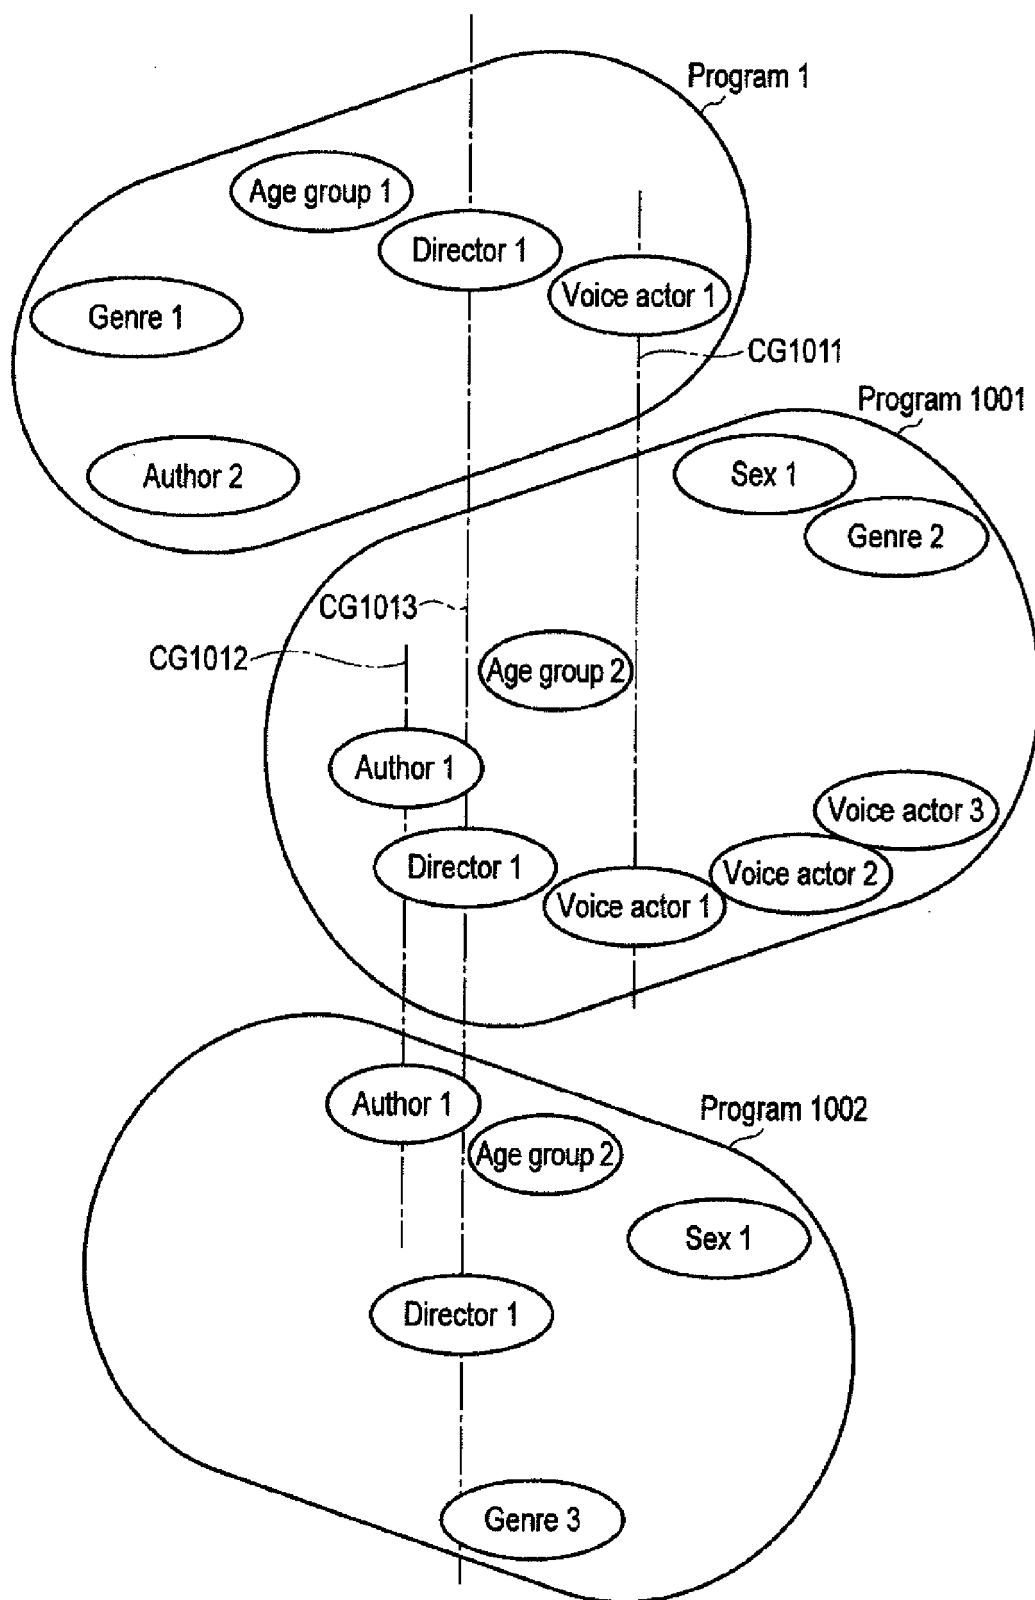 Program 1
Age group 1
Director 1
Voice actor 1
Genre 1
CG1011
Program 1001
Author 2
Sex 1
Genre 2
CG1013
CG1012
Age group 2
Author 1
Voice actor 3
Director 1
Voice actor 2
Voice actor 1
Author 1
Program 1002
Age group 2
Sex 1
Director 1
Genre 3